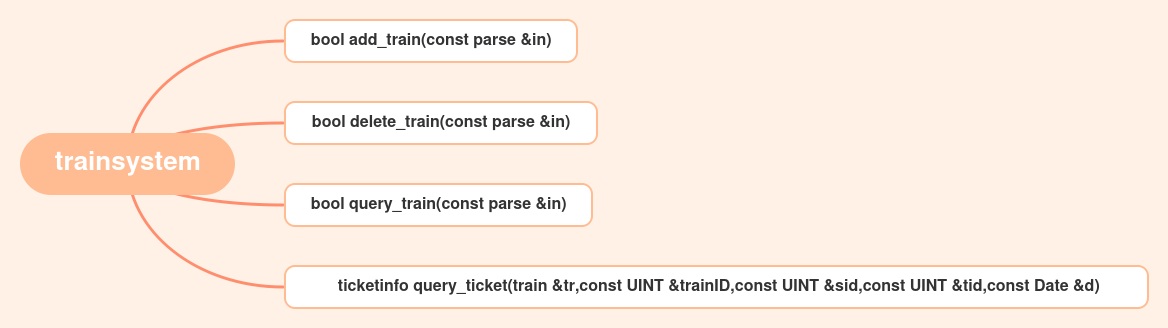 bool add_train(const parse &in)
bool delete_train(const parse &in)
trainsystem
bool query_train(const parse &in)
ticketinfo query_ticket(train &tr,const UINT &trainID,const UINT &sid,const UINT &tid,const Date &d)